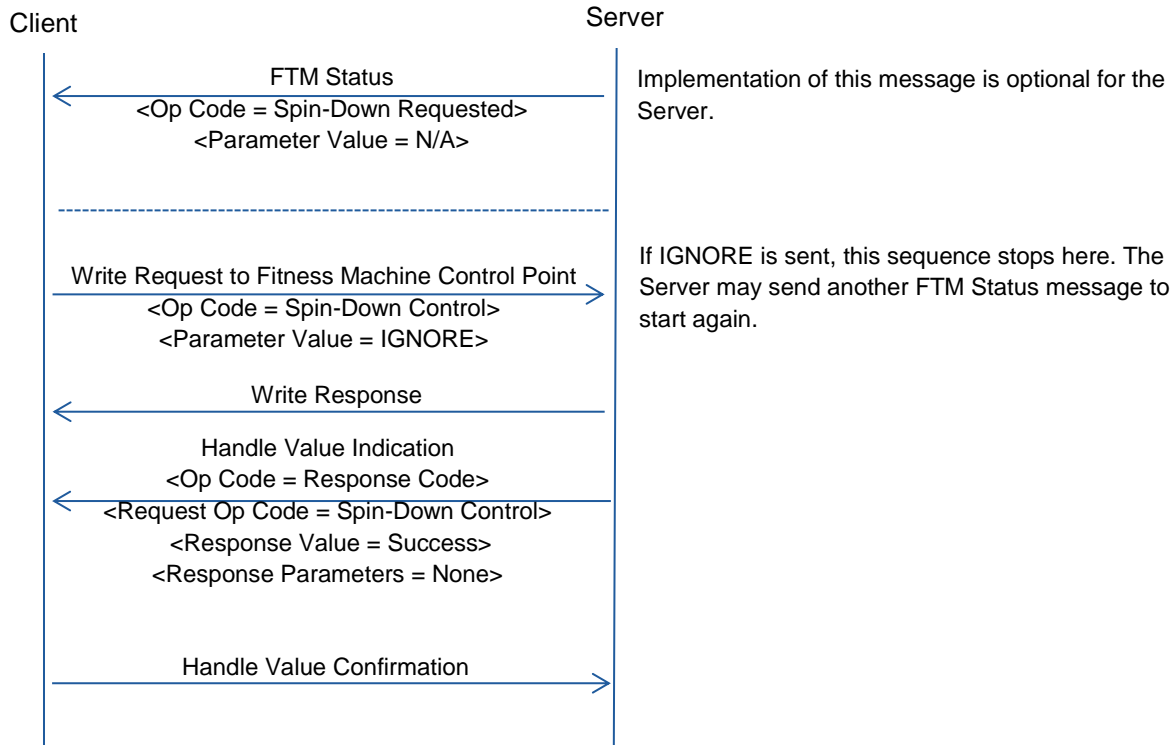 Client
Server
FTM Status
<Op Code = Spin-Down Requested>
<Parameter Value = N/A>
Implementation of this message is optional for the
Server.
Write Request to Fitness Machine Control Point
<Op Code = Spin-Down Control>
<Parameter Value = IGNORE>
If IGNORE is sent, this sequence stops here. The
Server may send another FTM Status message to
start again.
Write Response
Handle Value Indication
<Op Code = Response Code>
<Request Op Code = Spin-Down Control>
<Response Value = Success>
<Response Parameters = None>
Handle Value Confirmation